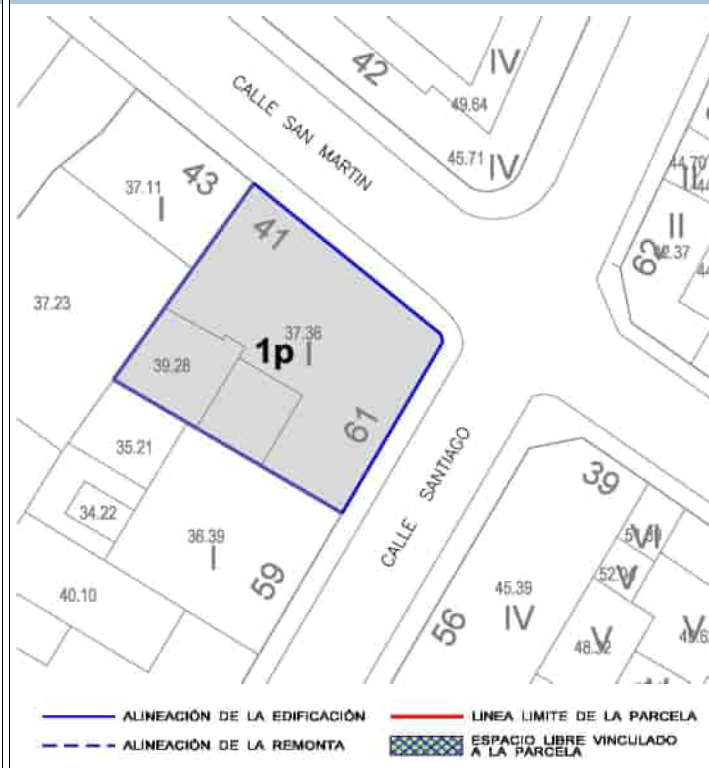 42
IV
49.64
CALLE SAN MARTIN
45.71 IV
43
37.11
I
41
II
62
37.23
37.36
1p I
39.28
61
35.21
CALLE SANTIAGO
39
34.22
36.39
I
VI
V
45.39
59
40.10
56
IV
V
V
ALINEACIÓN DE LA EDIFICACIÓN
LINEA LIMITE DE LA PARCELA
ALINEACIÓN DE LA REMONTA
ESPACIO LIBRE VINCULADO
A LA PARCELA